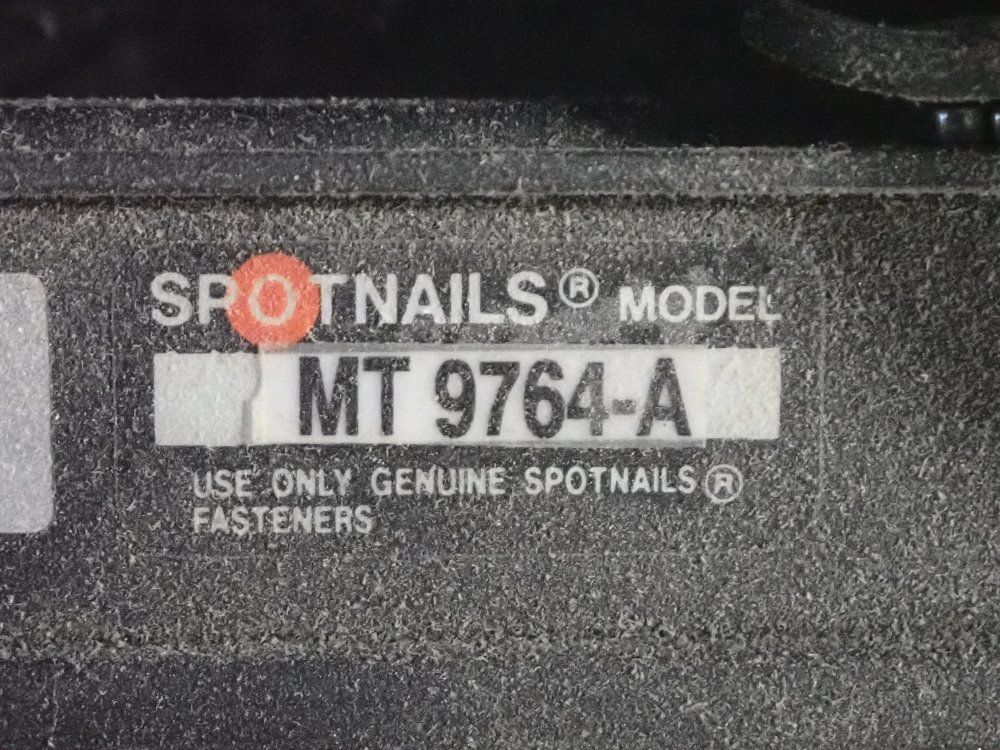 SPOTNAILS® MODEL
MT 9764-A
USE ONLY GENUINE SPOTNAILS®
FASTENERS